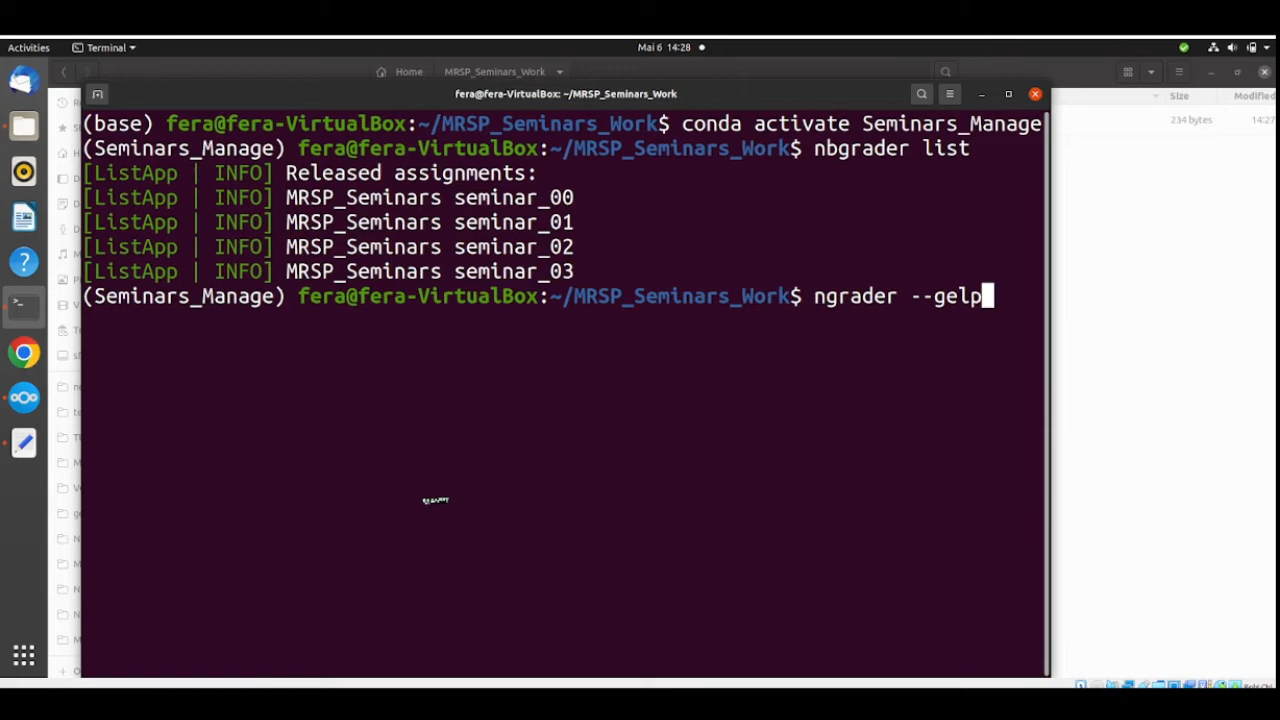 Activities
Terminal
Mai 6 14:28
Home
MRSP_Seminars_Work
fera@fera-VirtualBox: ~/MRSP_Seminars_Work
Size
Modified
234 bytes
14:27
(base) fera@fera-VirtualBox:~/MRSP_Seminars_Work$ conda activate Seminars_Manage
(Seminars_Manage) fera@fera-VirtualBox:~/MRSP_Seminars_Work$ nbgrader list
[ListApp | INFO] Released assignments:
[ListApp | INFO] MRSP_Seminars seminar_00
[ListApp | INFO] MRSP_Seminars seminar_01
[ListApp | INFO] MRSP_Seminars seminar_02
[ListApp | INFO] MRSP_Seminars seminar_03
(Seminars_Manage) fera@fera-VirtualBox:~/MRSP_Seminars_Work$ ngrader --gelp